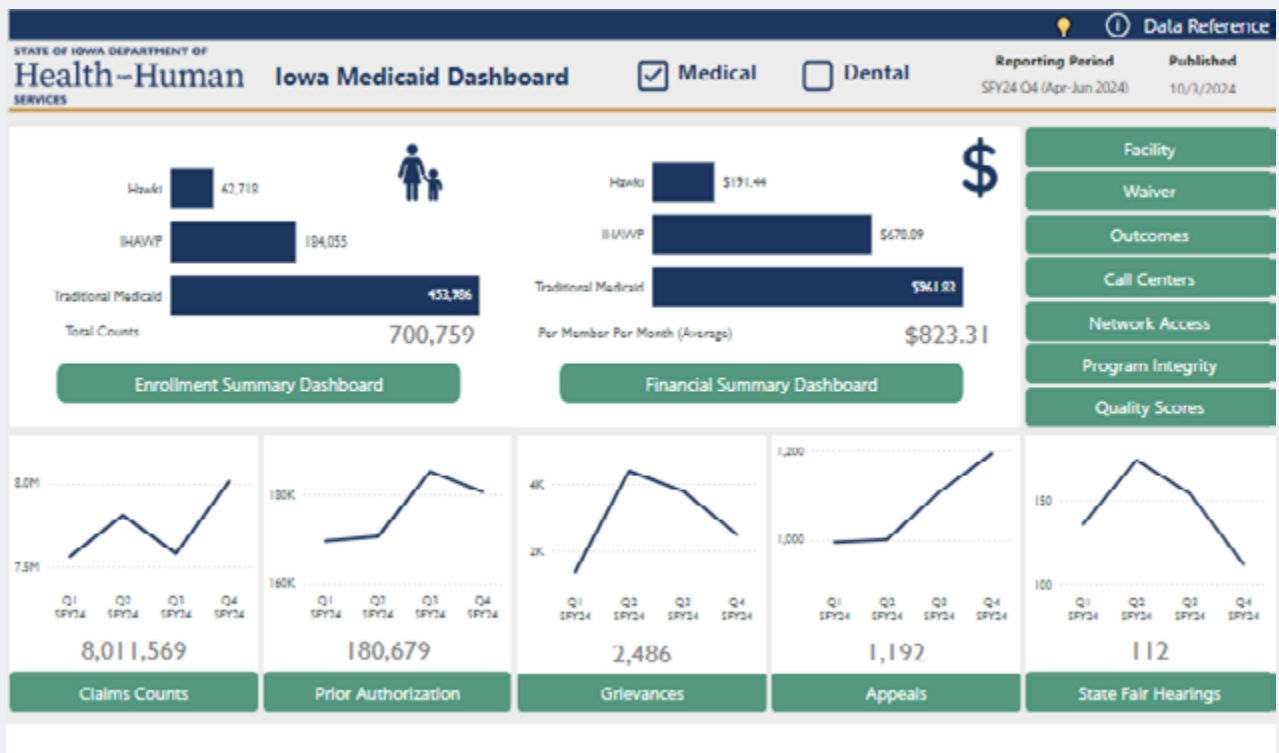 Data Reference
STATE OF IOWA DEPARTMENT OF
Health-Human
SERVICES
Iowa Medicaid Dashboard
Medical
Dental
Reporting Period
SFY24 Q4 (Apr-Jun 2024)
Published
10/3/2024
Hawki
62,718
IHAWP
184,055
Traditional Medicaid
453,986
Total Counts
700,759
Enrollment Summary Dashboard
$
Hawki
$191.44
IHAWP
Traditional Medicaid
Per Member Per Month (Average)
$823.31
Financial Summary Dashboard
Facility
Waiver
Outcomes
Call Centers
Network Access
Program Integrity
Quality Scores
8.0M
7.5M
Q1 Q2 Q3 Q4
SFY24 SFY24 SFY24 SFY24
8,011,569
Claims Counts
180K
160K
Q1 Q2 Q3 Q4
SFY24 SFY24 SFY24 SFY24
180,679
Prior Authorization
4K
2K
Q1 Q2 Q3 Q4
SFY24 SFY24 SFY24 SFY24
2,486
Grievances
1,200
1,000
Q1 Q2 Q3 Q4
SFY24 SFY24 SFY24 SFY24
1,192
Appeals
150
100
Q1 Q2 Q3 Q4
SFY24 SFY24 SFY24 SFY24
112
State Fair Hearings